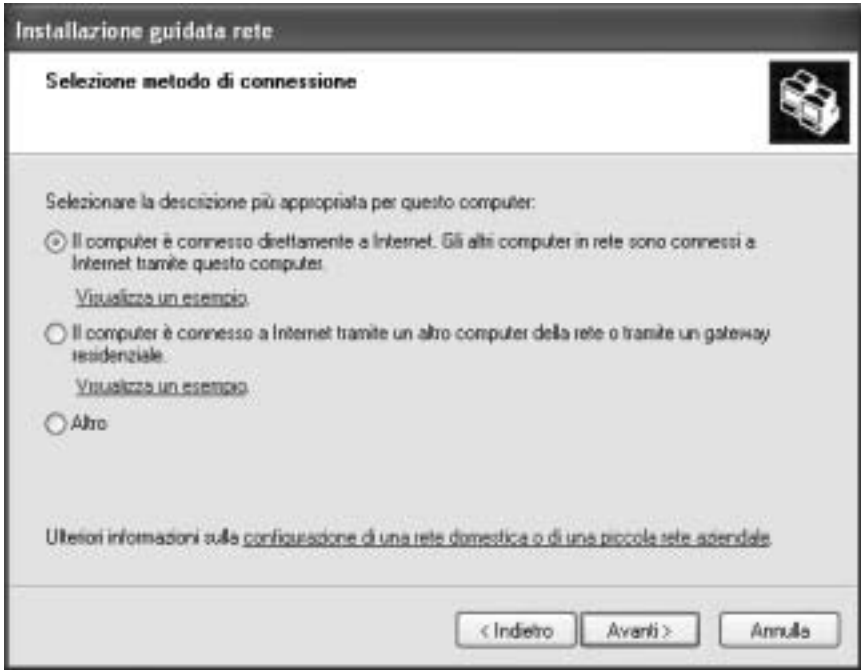 Installazione guidata rete
Selezione metodo di connessione
Selezionare la descrizione più appropriata per questo computer:
Il computer è connesso direttamente a Internet. Gli altri computer in rete sono connessi a
Internet tramite questo computer.
Visualizza un esempio.
Il computer è connesso a Internet tramite un altro computer della rete o tramite un gateway
residenziale.
Visualizza un esempio.
Altro
Ulteriori informazioni sulla configurazione di una rete domestica o di una piccola rete aziendale.
< Indietro
Avanti >
Annulla